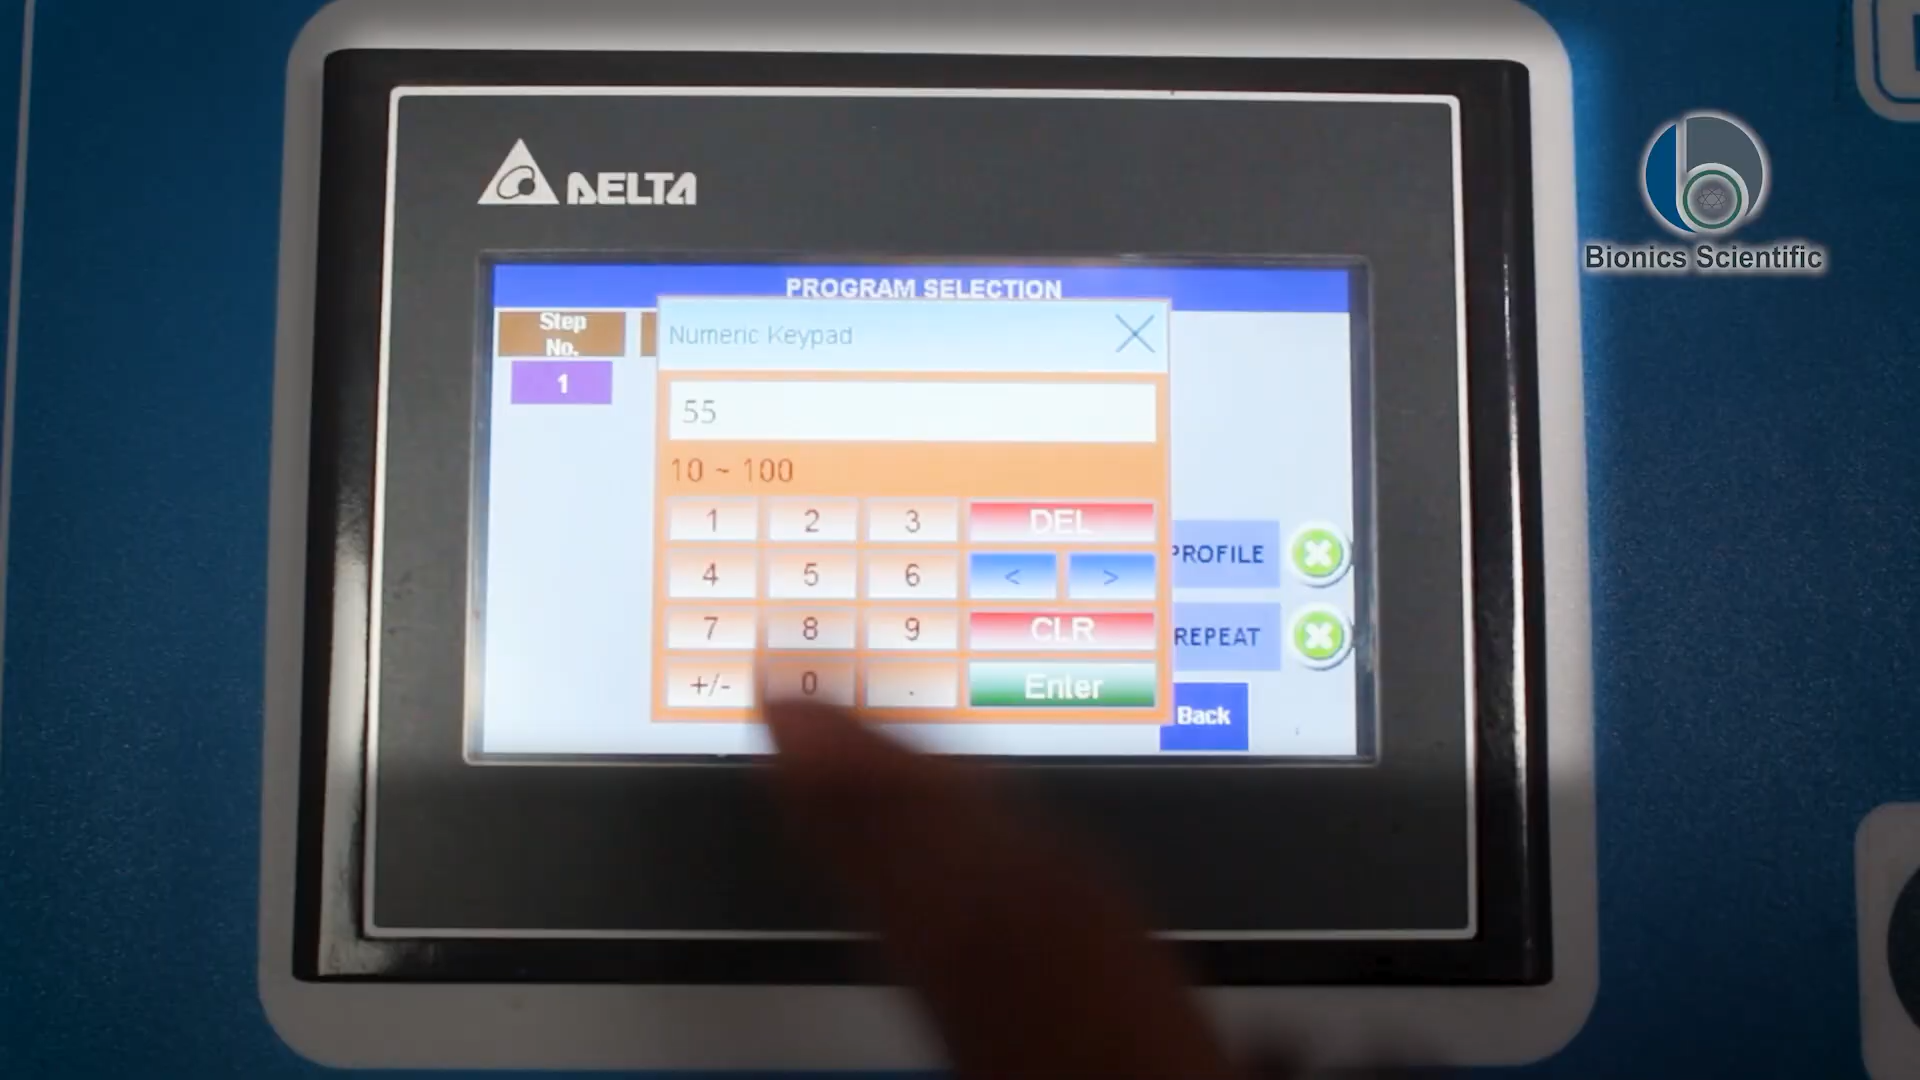 DELTA
Bionics Scientific
PROGRAM SELECTION
Step
No.
1
Numeric Keypad
55
10 ~ 100
1 2 3 DEL
4 5 6 < >
7 8 9 CLR
+/- 0 . Enter
PROFILE
REPEAT
Back